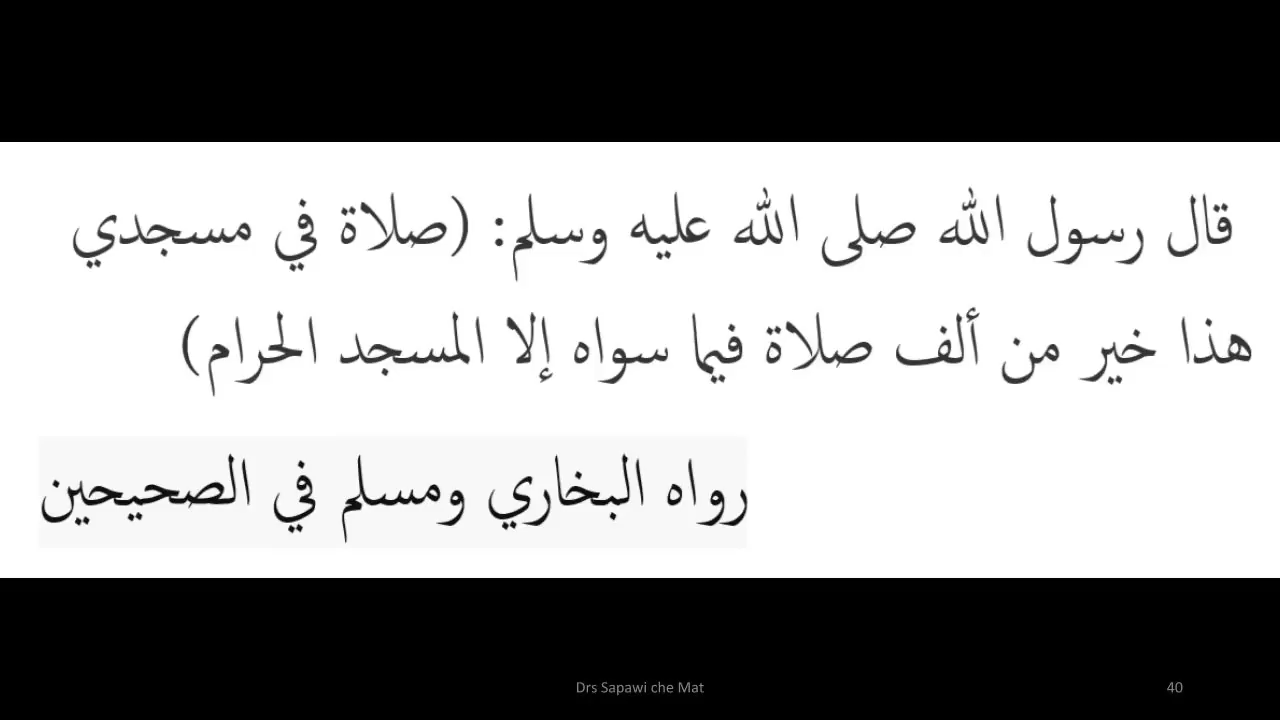 قال رسول الله صلى الله عليه وسلم: (صلاة في مسجدي
هذا خير من ألف صلاة فيما سواه إلا المسجد الحرام)
رواه البخاري ومسلم في الصحيحين
Drs Sapawi che Mat
40